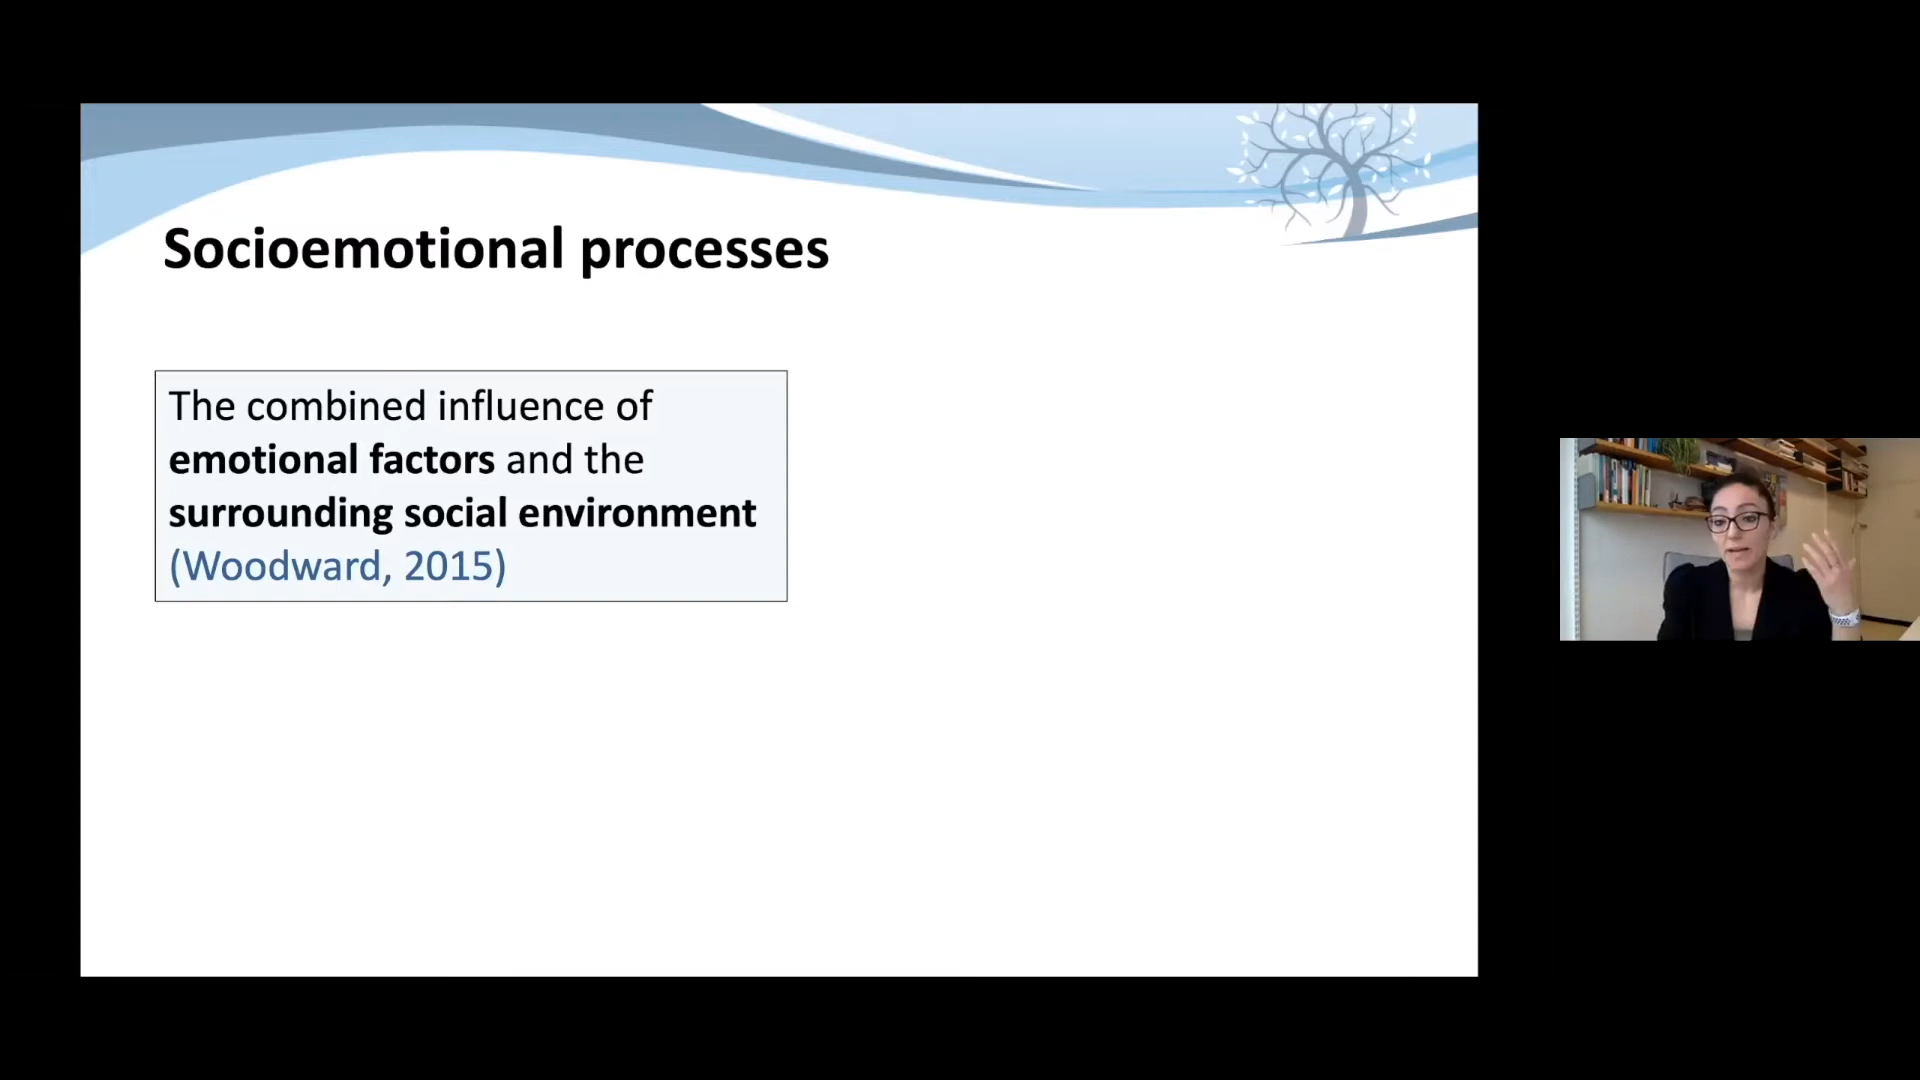 Socioemotional processes
The combined influence of
emotional factors and the
surrounding social environment
(Woodward, 2015)